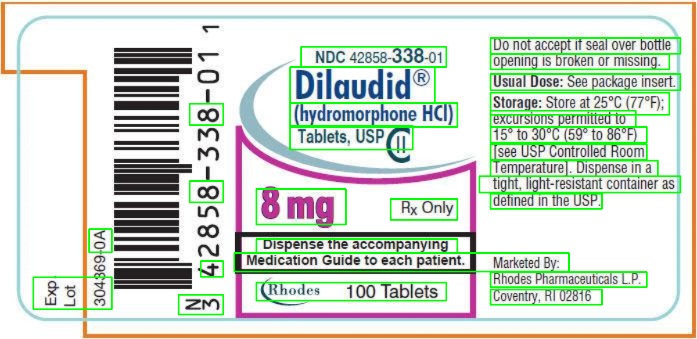 Exp.
Lot
304369-0A
N
3 42858-338-01 1
NDC 42858-338-01
Dilaudid®
(hydromorphone HCl)
Tablets, USP CII
8 mg
Rx Only
Dispense the accompanying
Medication Guide to each patient.
Rhodes
100 Tablets
Do not accept if seal over bottle
opening is broken or missing.
Usual Dose: See package insert.
Storage: Store at 25°C (77°F);
excursions permitted to
15° to 30°C (59° to 86°F)
[see USP Controlled Room
Temperature]. Dispense in a
tight, light-resistant container as
defined in the USP.
Marketed By:
Rhodes Pharmaceuticals L.P.
Coventry, RI 02816